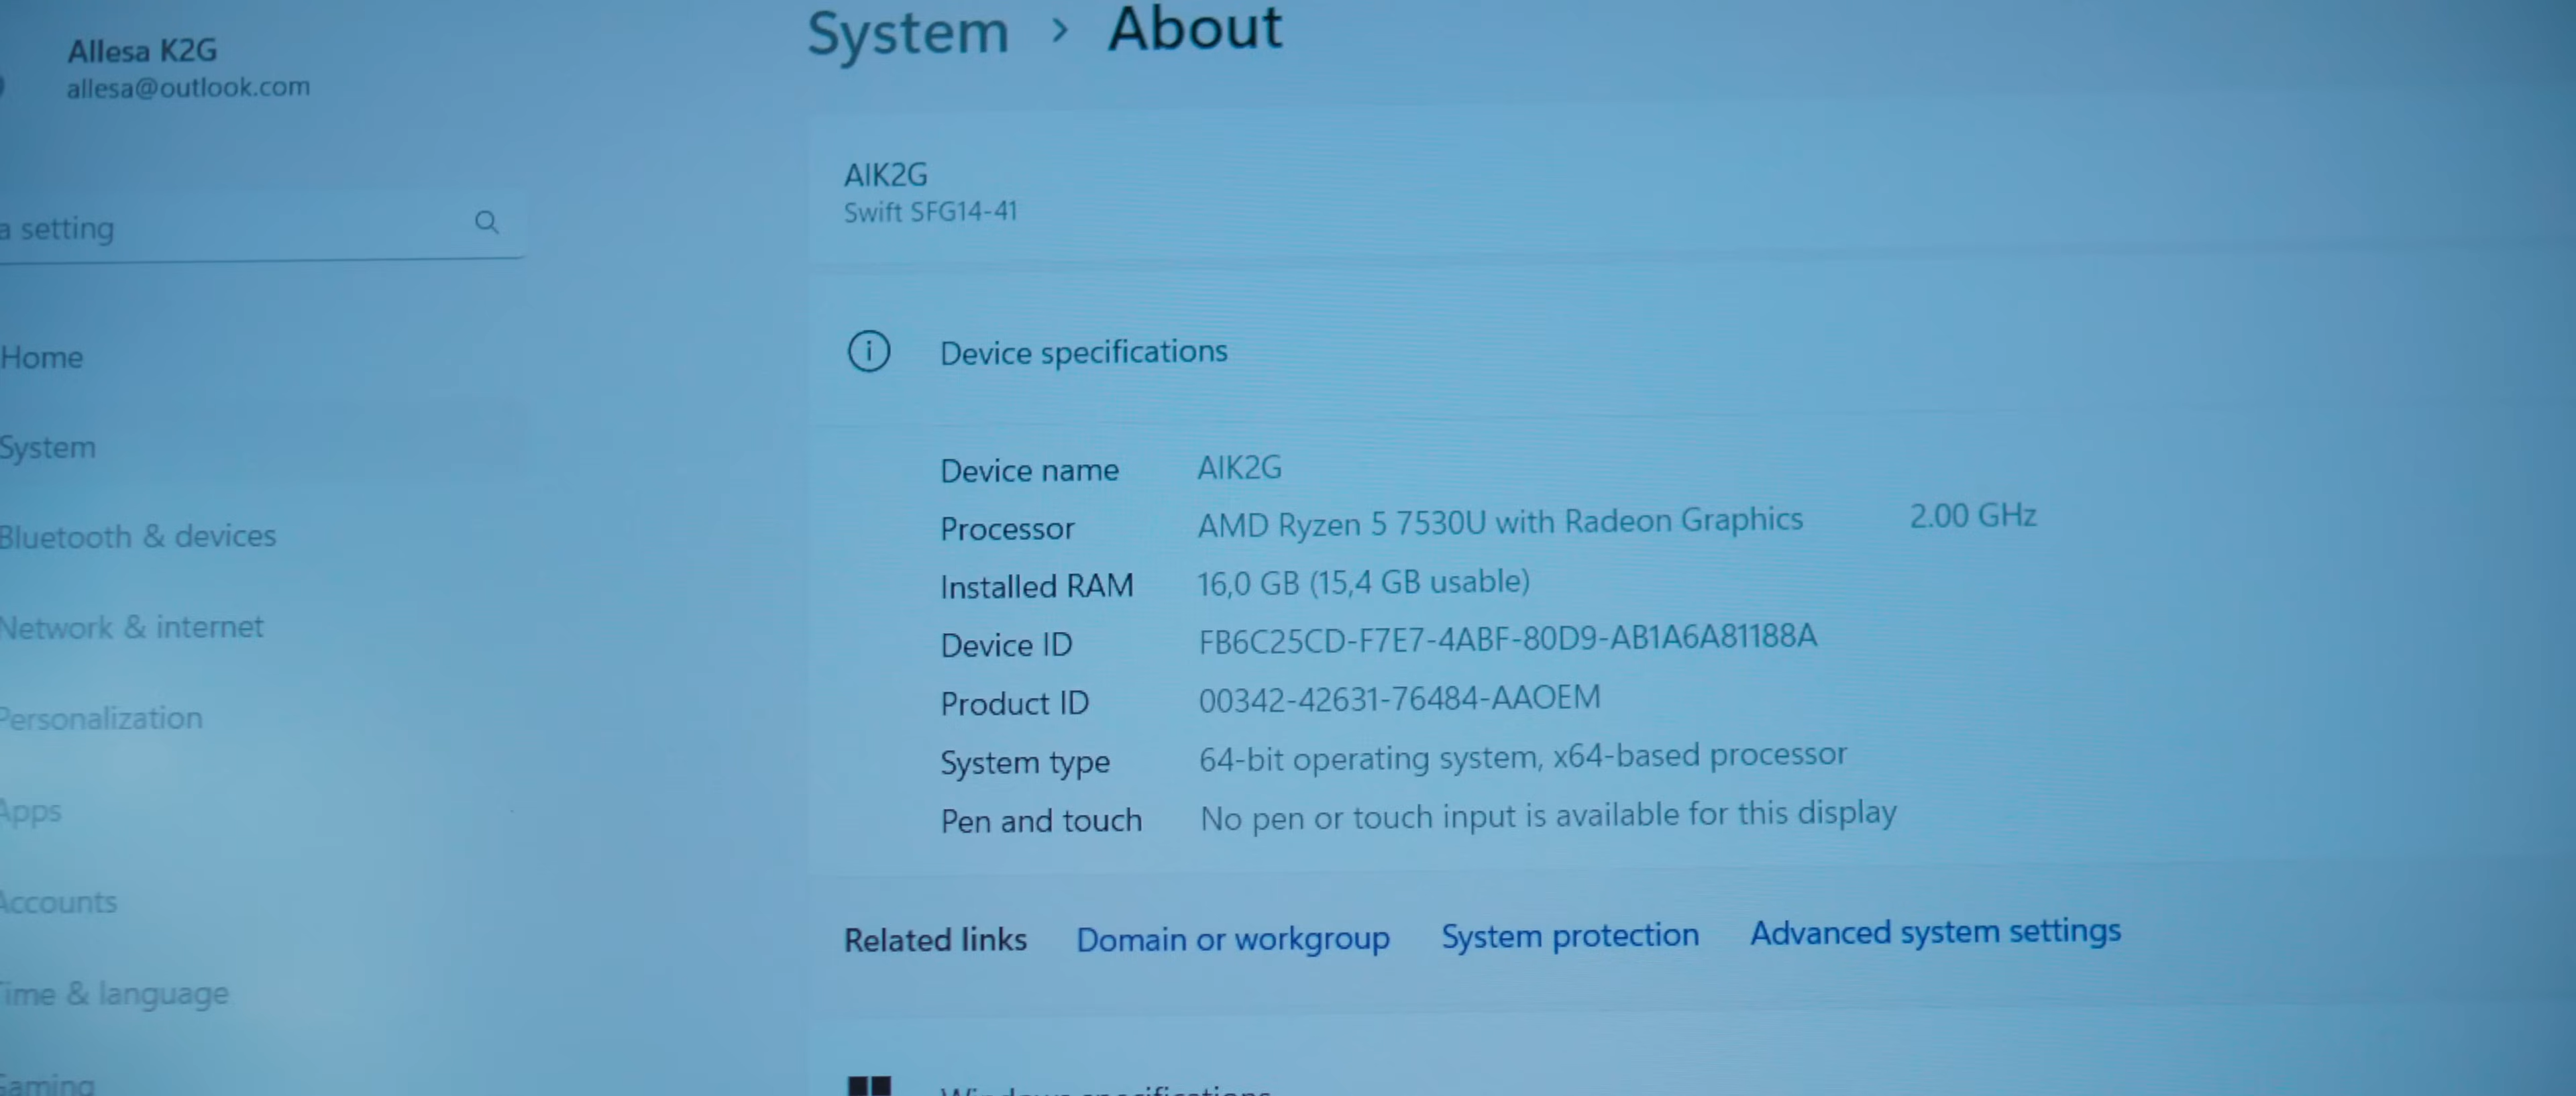 Allesa K2G
allesa@outlook.com
a setting
Home
System
Bluetooth & devices
Network & internet
Personalization
Apps
Accounts
Time & language
Gaming
System > About
AIK2G
Swift SFG14-41
Device specifications
Device name AIK2G
Processor AMD Ryzen 5 7530U with Radeon Graphics 2.00 GHz
Installed RAM 16,0 GB (15,4 GB usable)
Device ID FB6C25CD-F7E7-4ABF-80D9-AB1A6A81188A
Product ID 00342-42631-76484-AAOEM
System type 64-bit operating system, x64-based processor
Pen and touch No pen or touch input is available for this display
Related links Domain or workgroup System protection Advanced system settings
Windows specifications